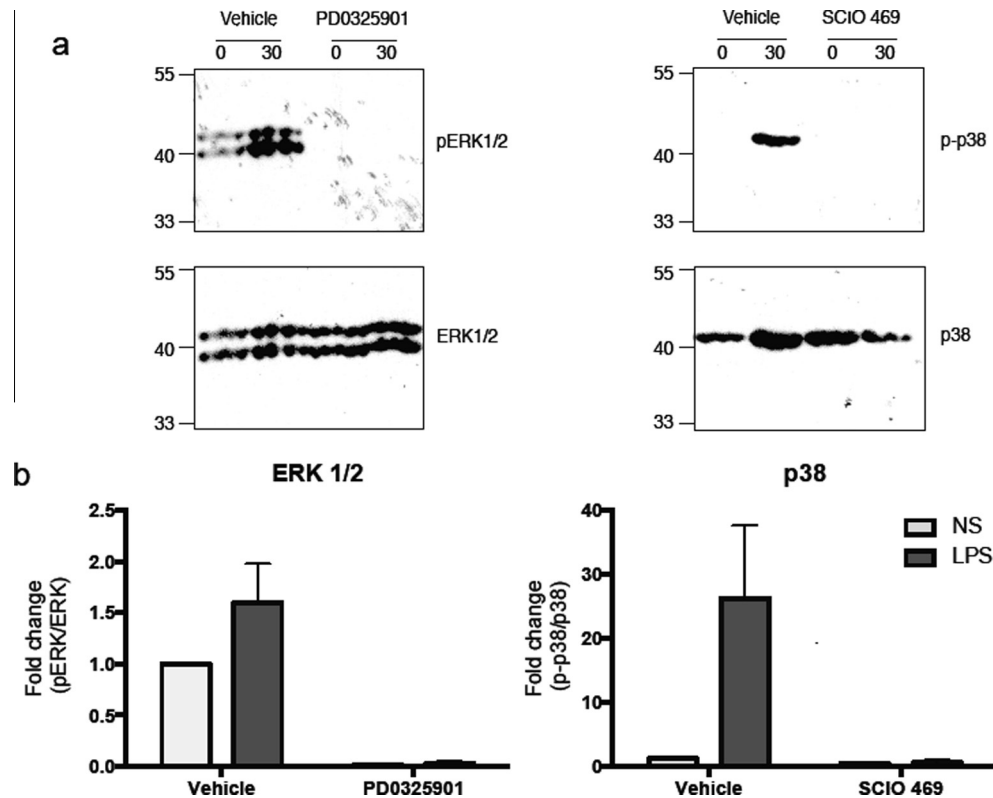 a
Vehicle PD0325901
0 30 0 30
55
40
33
pERK1/2
55
40
33
ERK1/2
Vehicle SCIO 469
0 30 0 30
55
40
33
p-p38
55
40
33
p38
b
ERK 1/2
Fold change
(pERK/ERK)
2.5
2.0
1.5
1.0
0.5
0.0
Vehicle PD0325901
p38
Fold change
(p-p38/p38)
40
30
20
10
0
Vehicle SCIO 469
NS
LPS